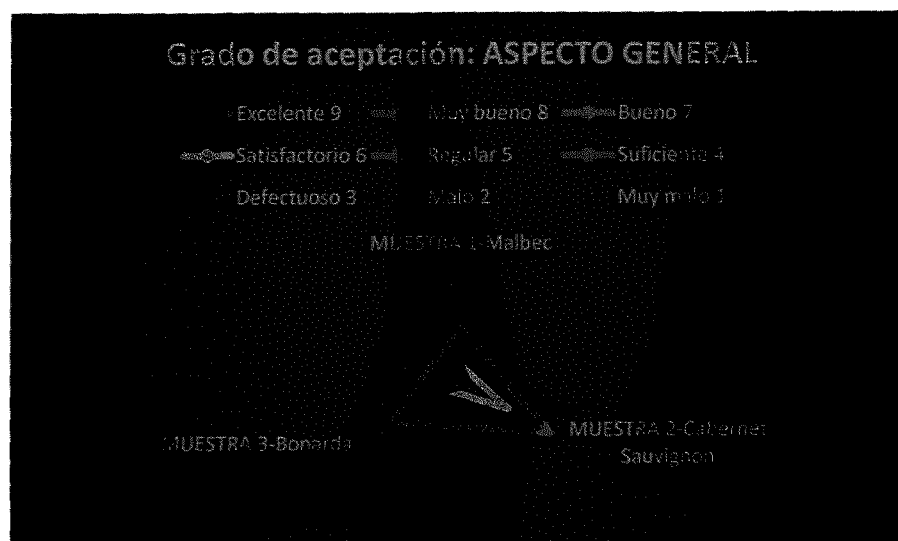 Grado de aceptación: ASPECTO GENERAL
Excelente 9 Muy bueno 8 Bueno 7
Satisfactorio 6 Regular 5 Suficiente 4
Defectuoso 3 Malo 2 Muy malo 1
MUESTRA 1-Malbec
MUESTRA 3-Bonarda
MUESTRA 2-Cabernet
Sauvignon